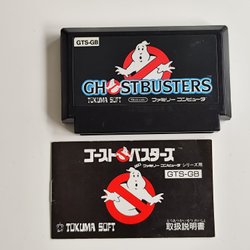 GTS-GB
GHOSTBUSTERS
TOKUMA SOFT
ファミリー コンピュータ
ゴーストバスターズ
ファミリー コンピュータ シリーズ用
GTS-GB
TOKUMA SOFT
取扱説明書